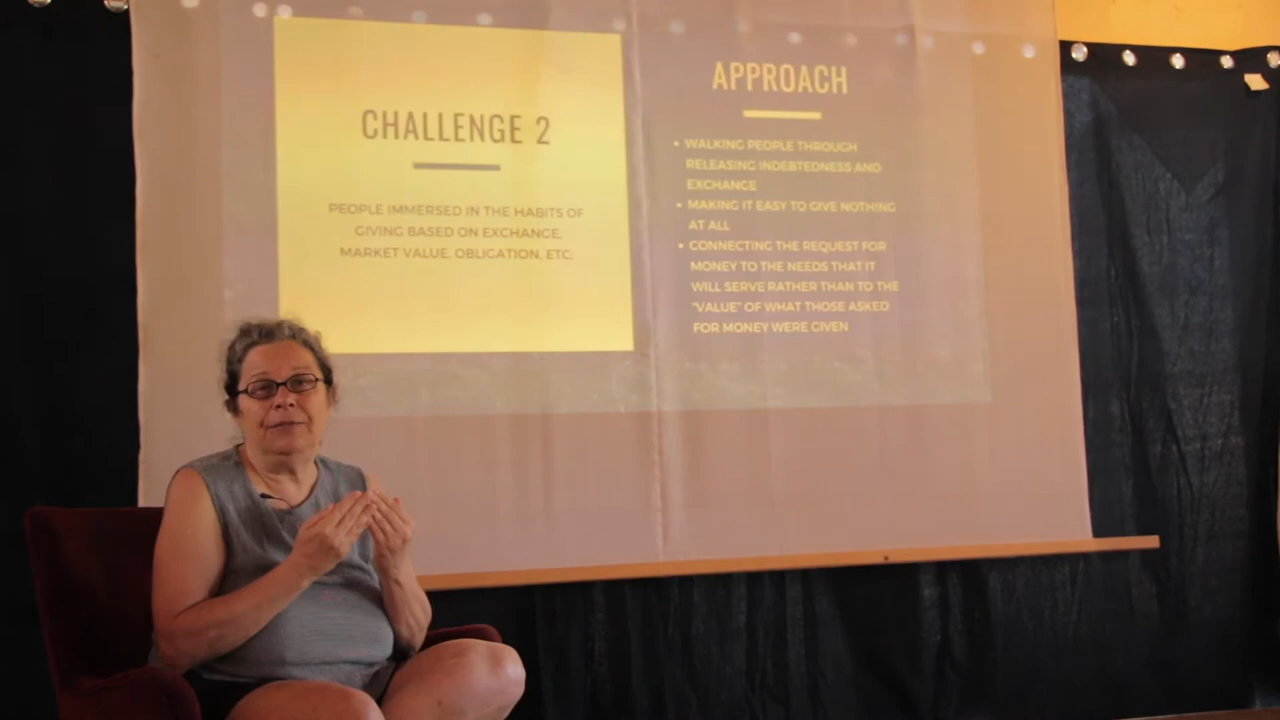 CHALLENGE 2
PEOPLE IMMERSED IN THE HABITS OF
GIVING BASED ON EXCHANGE,
MARKET VALUE, OBLIGATION, ETC.
APPROACH
• WALKING PEOPLE THROUGH
RELEASING INDEBTEDNESS AND
EXCHANGE
• MAKING IT EASY TO GIVE NOTHING
AT ALL
• CONNECTING THE REQUEST FOR
MONEY TO THE NEEDS THAT IT
WILL SERVE RATHER THAN TO THE
"VALUE" OF WHAT THOSE ASKED
FOR MONEY WERE GIVEN